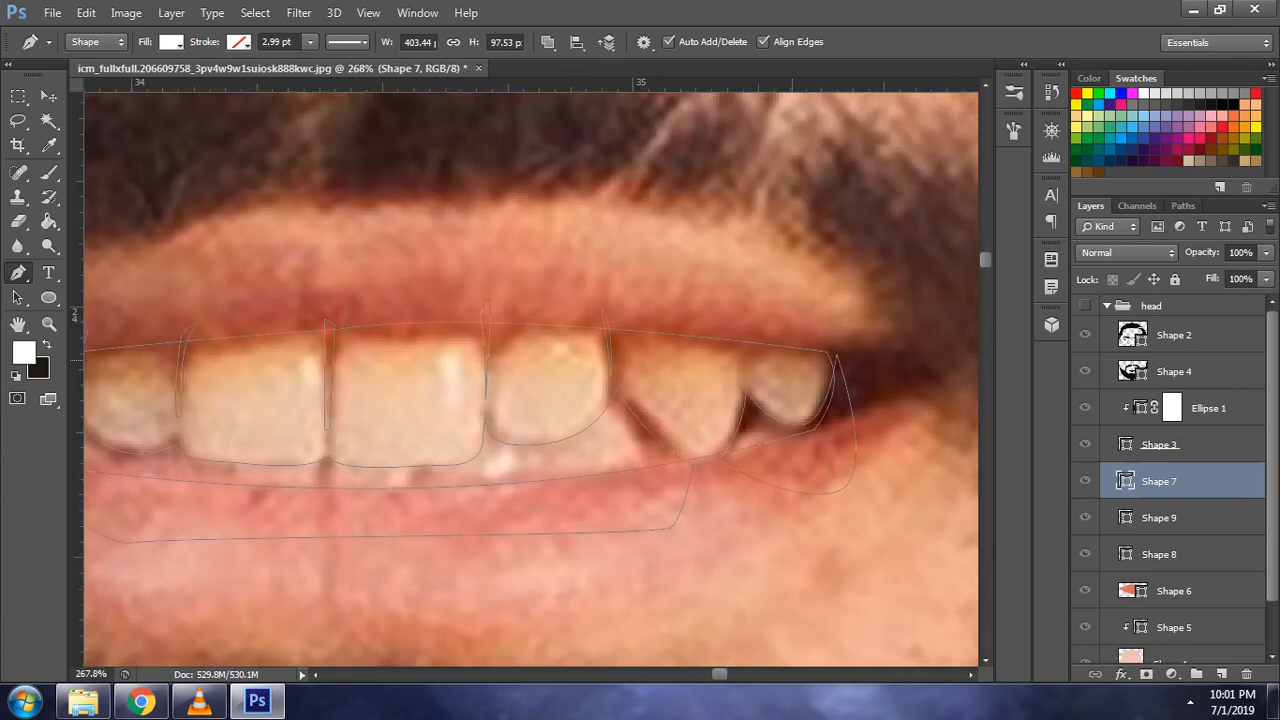 Ps File Edit Image Layer Type Select Filter 3D View Window Help
Shape Fill: Stroke: 2.99 pt W: 403.44 H: 97.53 p Auto Add/Delete Align Edges Essentials
icm_fullxfull.206609758_3pv4w9w1suiosk888kwc.jpg @ 268% (Shape 7, RGB/8) *
34 35
Color Swatches
Layers Channels Paths
Kind
Normal Opacity: 100%
Lock: Fill: 100%
head
Shape 2
Shape 4
Ellipse 1
Shape 3
Shape 7
Shape 9
Shape 8
Shape 6
Shape 5
267.8% Doc: 529.8M/530.1M
Ps
10:01 PM
7/1/2019